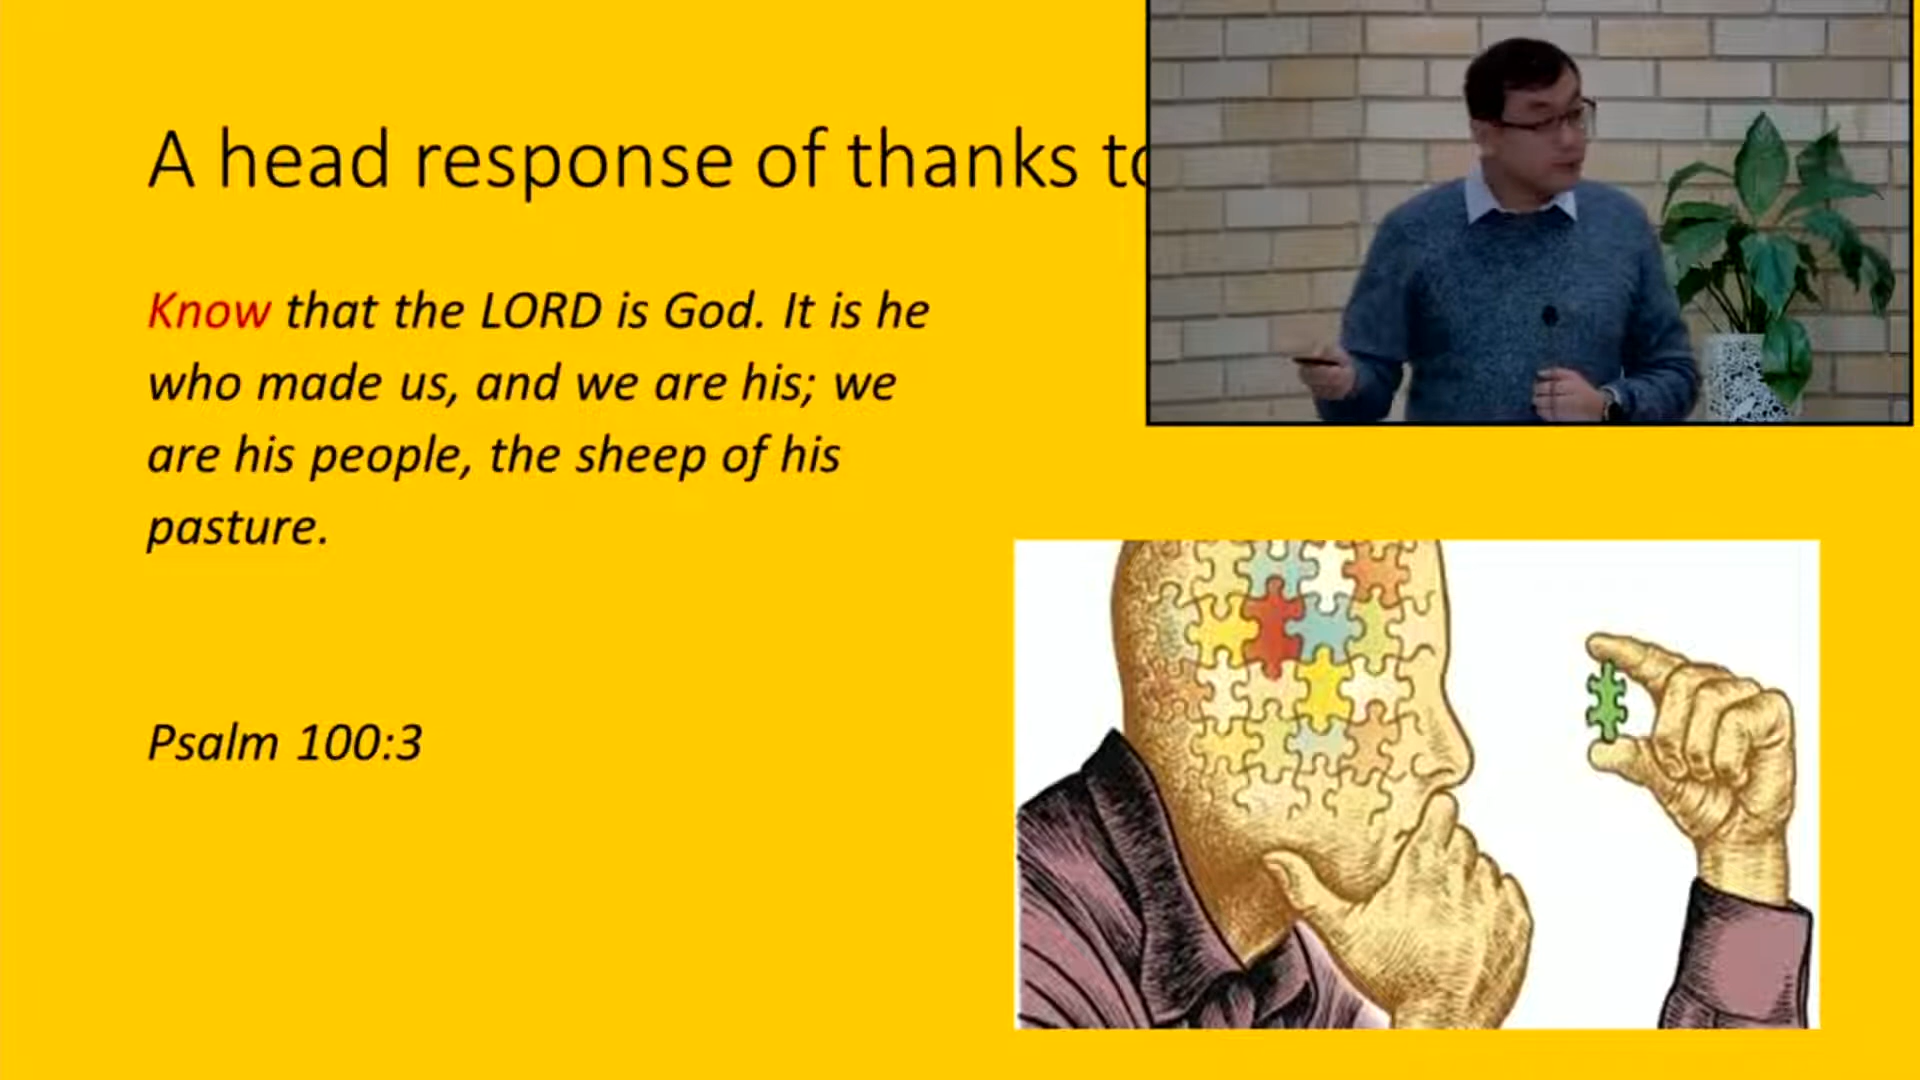 A head response of thanks to
Know that the LORD is God. It is he
who made us, and we are his; we
are his people, the sheep of his
pasture.
Psalm 100:3